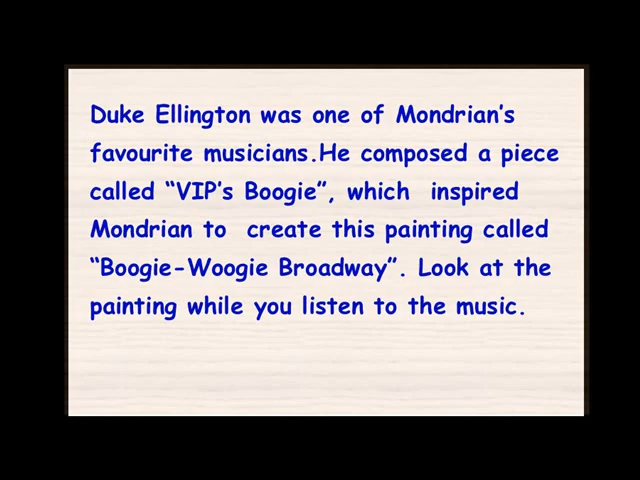 Duke Ellington was one of Mondrian's
favourite musicians.He composed a piece
called “VIP's Boogie”, which  inspired
Mondrian to  create this painting called
“Boogie-Woogie Broadway”. Look at the
painting while you listen to the music.